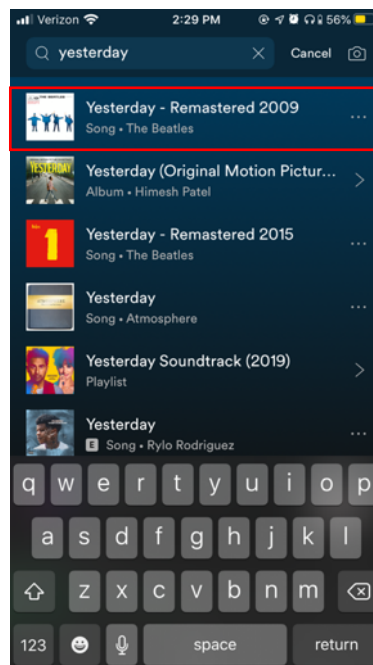 Verizon 2:29 PM 56%
yesterday Cancel
Yesterday - Remastered 2009
Song • The Beatles
YESTERDAY
Yesterday (Original Motion Pictur...
Album • Himesh Patel
1
Yesterday - Remastered 2015
Song • The Beatles
Yesterday
Song • Atmosphere
Yesterday Soundtrack (2019)
Playlist
Yesterday
E Song • Rylo Rodriguez
q w e r t y u i o p
a s d f g h j k l
z x c v b n m
123 space return